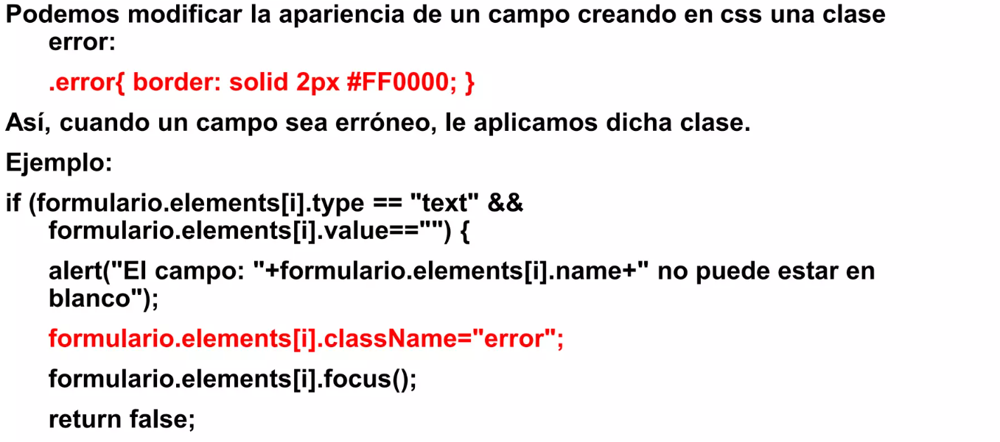 Podemos modificar la apariencia de un campo creando en css una clase
error:
.error{ border: solid 2px #FF0000; }
Así, cuando un campo sea erróneo, le aplicamos dicha clase.
Ejemplo:
if (formulario.elements[i].type == "text" &&
formulario.elements[i].value=="") {
alert("El campo: "+formulario.elements[i].name+" no puede estar en
blanco");
formulario.elements[i].className="error";
formulario.elements[i].focus();
return false;